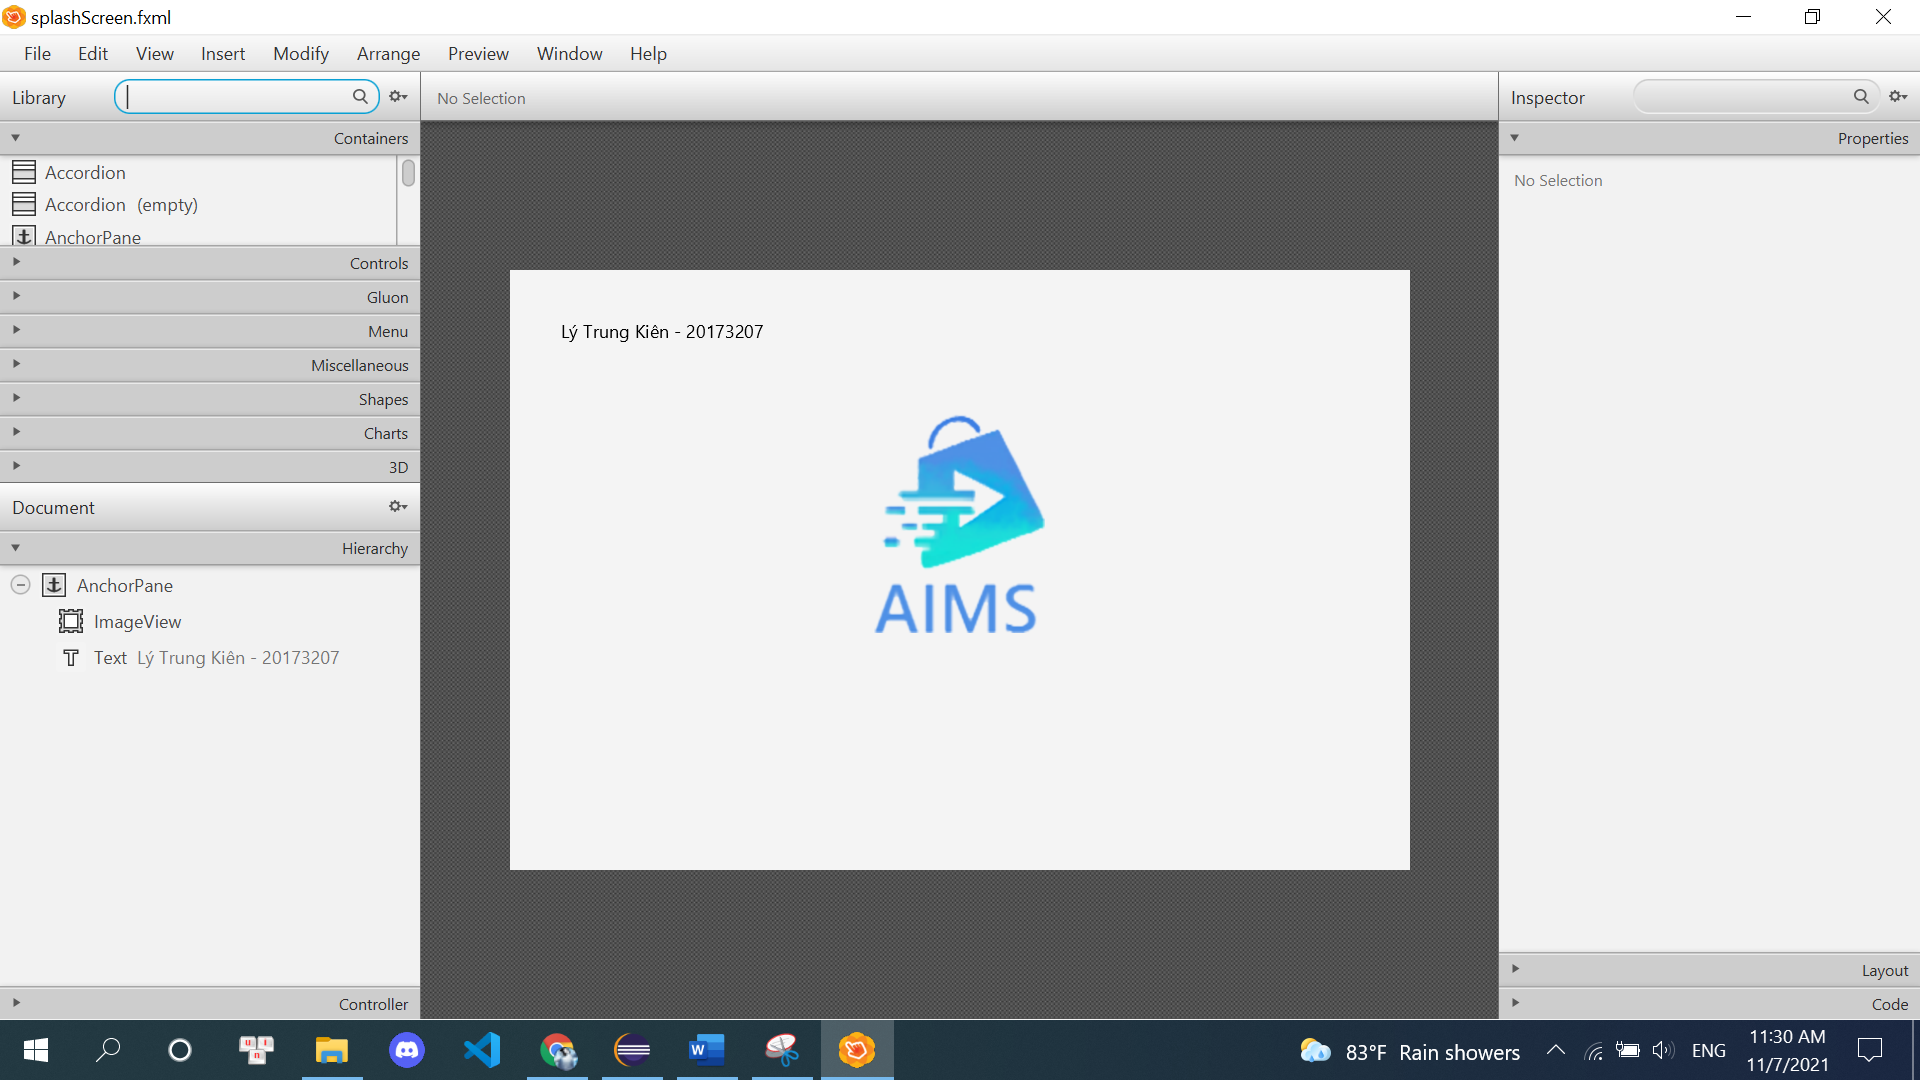 splashScreen.fxml
File Edit View Insert Modify Arrange Preview Window Help
Library
No Selection
Inspector
Containers
Properties
Accordion
Accordion (empty)
AnchorPane
No Selection
Controls
Gluon
Menu
Miscellaneous
Shapes
Charts
3D
Lý Trung Kiên - 20173207
AIMS
Document
Hierarchy
AnchorPane
ImageView
Text Lý Trung Kiên - 20173207
Controller
Layout
Code
u n i
W
83°F Rain showers
ENG
11:30 AM
11/7/2021